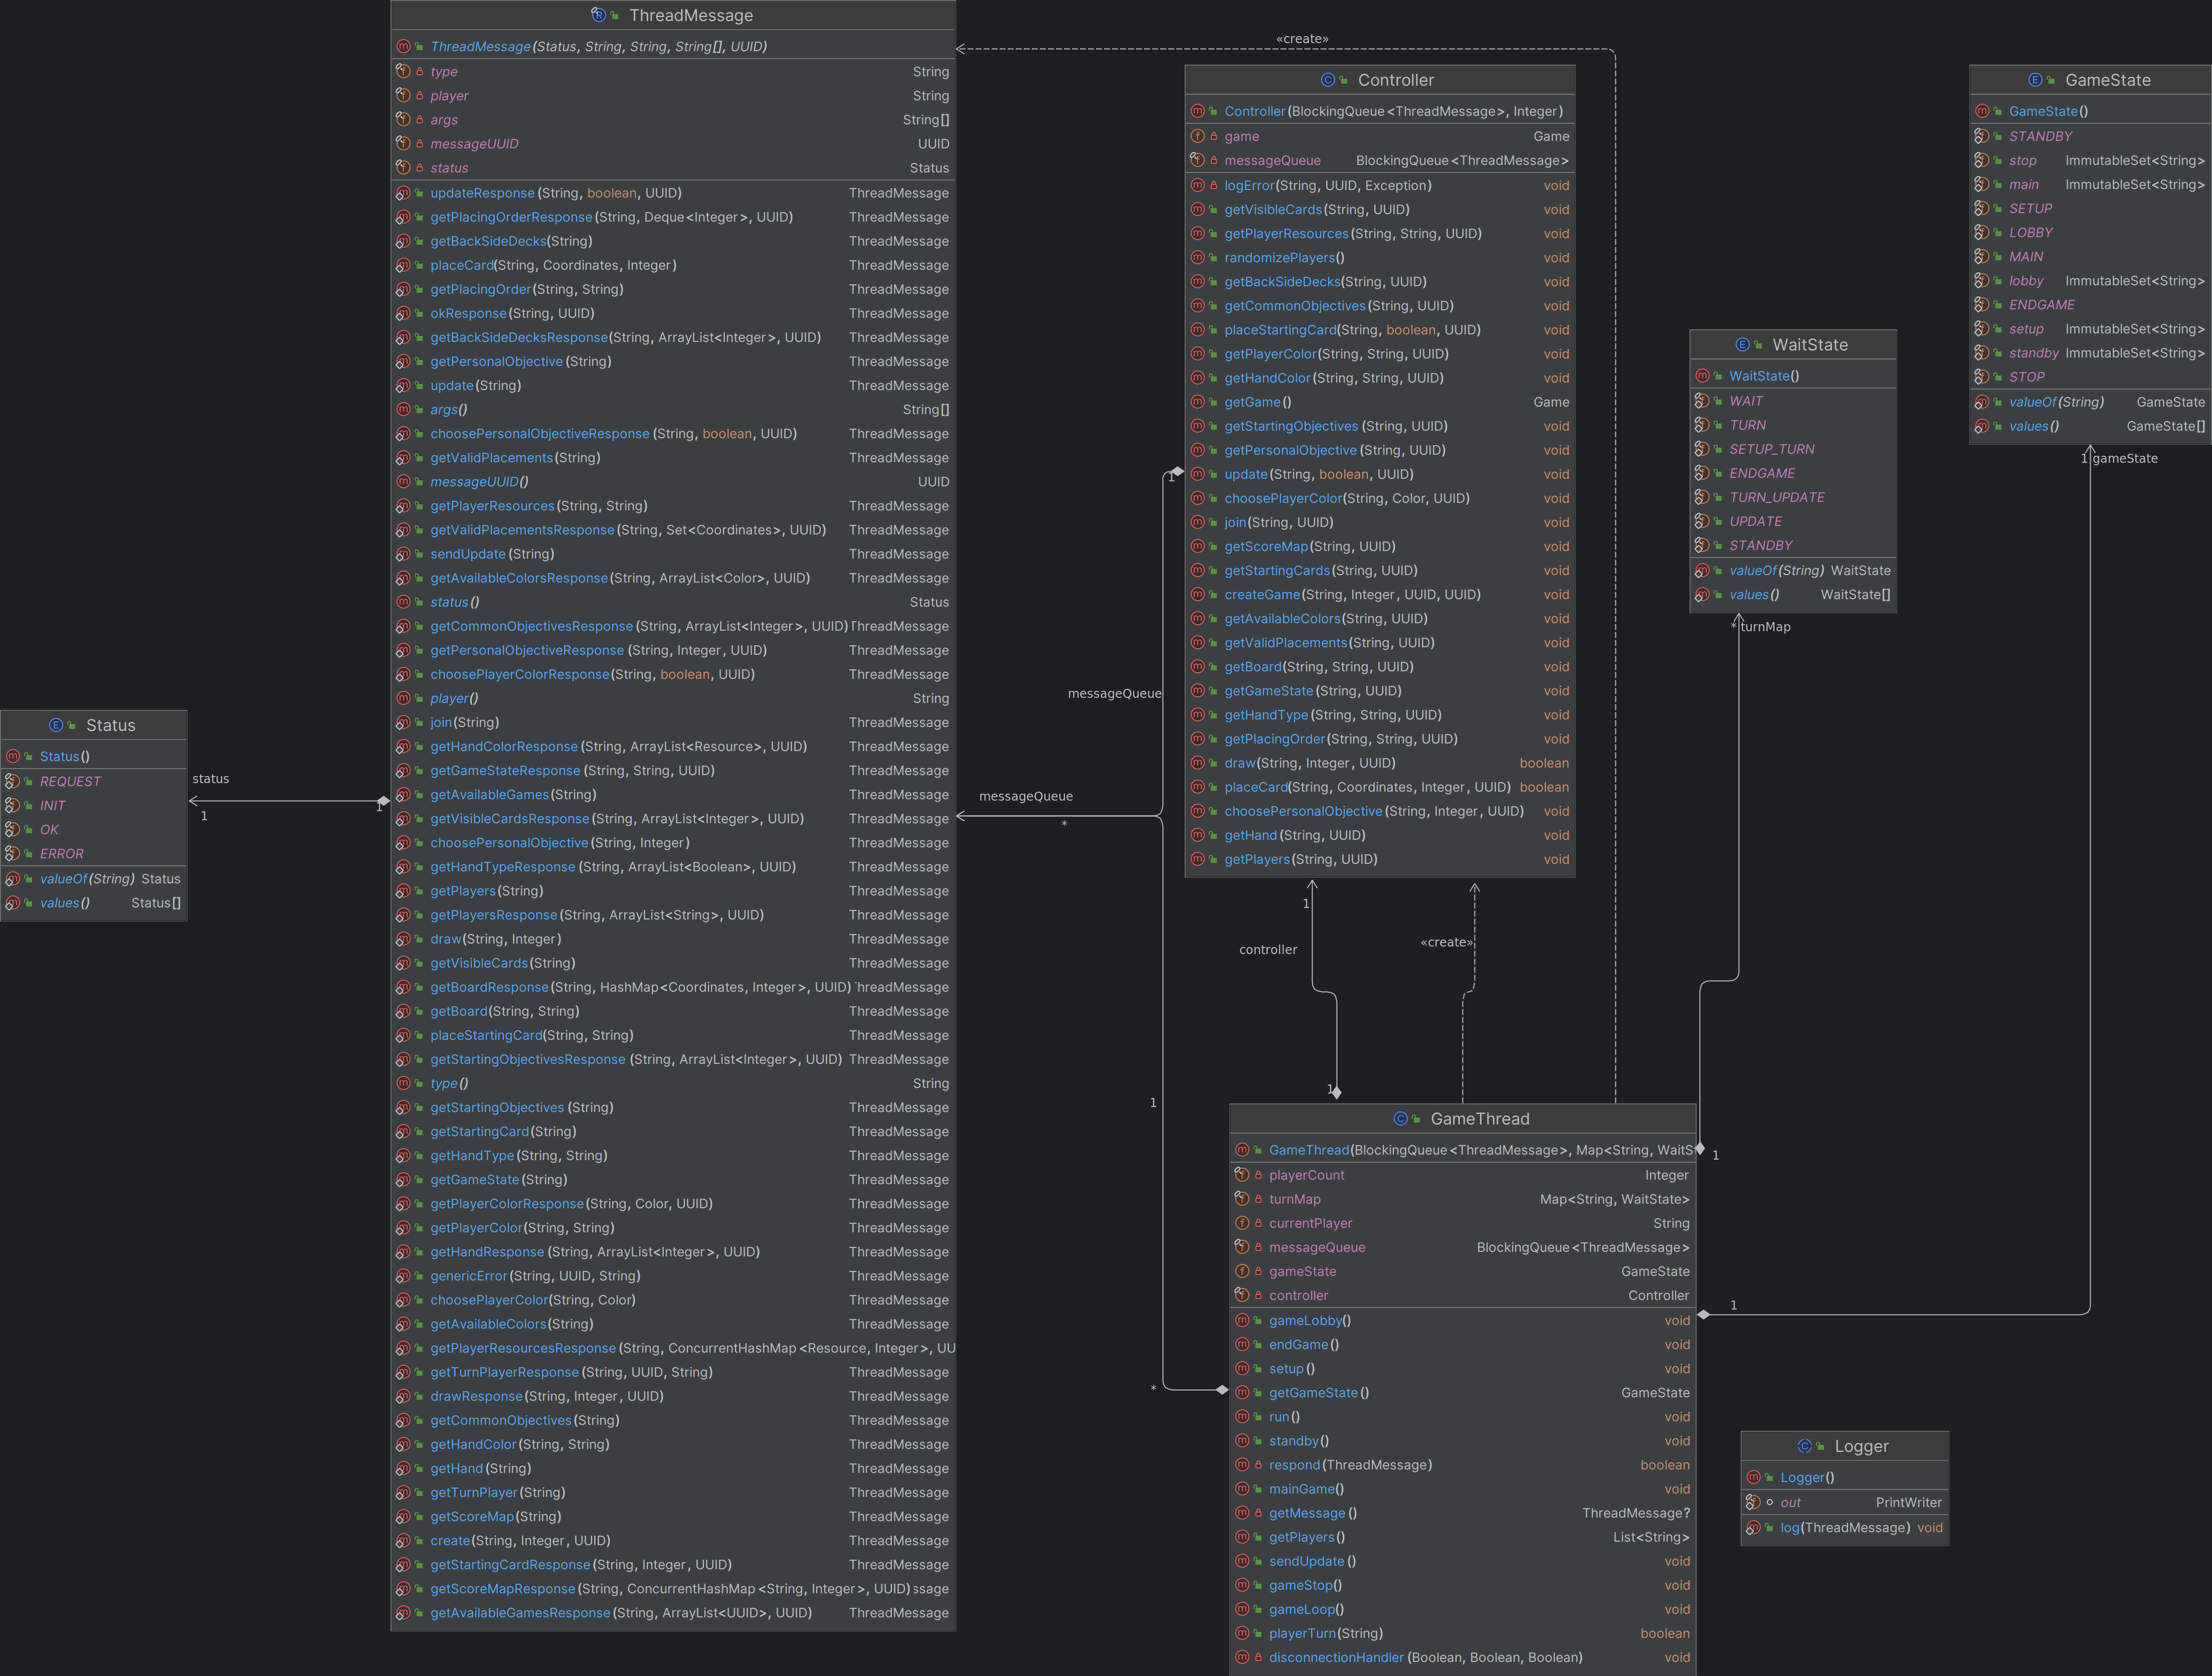 ThreadMessage
ThreadMessage(Status, String, String, String[], UUID)
type String
player String
args String[]
messageUUID UUID
status Status
updateResponse(String, boolean, UUID) ThreadMessage
getPlacingOrderResponse(String, Deque<Integer>, UUID) ThreadMessage
getBackSideDecks(String) ThreadMessage
placeCard(String, Coordinates, Integer) ThreadMessage
getPlacingOrder(String, String) ThreadMessage
okResponse(String, UUID) ThreadMessage
getBackSideDecksResponse(String, ArrayList<Integer>, UUID) ThreadMessage
getPersonalObjective(String) ThreadMessage
update(String) ThreadMessage
args() String[]
choosePersonalObjectiveResponse(String, boolean, UUID) ThreadMessage
getValidPlacements(String) ThreadMessage
messageUUID() UUID
getPlayerResources(String, String) ThreadMessage
getValidPlacementsResponse(String, Set<Coordinates>, UUID) ThreadMessage
sendUpdate(String) ThreadMessage
getAvailableColorsResponse(String, ArrayList<Color>, UUID) ThreadMessage
status() Status
getCommonObjectivesResponse(String, ArrayList<Integer>, UUID) ThreadMessage
getPersonalObjectiveResponse(String, Integer, UUID) ThreadMessage
choosePlayerColorResponse(String, boolean, UUID) ThreadMessage
player() String
join(String) ThreadMessage
getHandColorResponse(String, ArrayList<Resource>, UUID) ThreadMessage
getGameStateResponse(String, String, UUID) ThreadMessage
getAvailableGames(String) ThreadMessage
getVisibleCardsResponse(String, ArrayList<Integer>, UUID) ThreadMessage
choosePersonalObjective(String, Integer) ThreadMessage
getHandTypeResponse(String, ArrayList<Boolean>, UUID) ThreadMessage
getPlayers(String) ThreadMessage
getPlayersResponse(String, ArrayList<String>, UUID) ThreadMessage
draw(String, Integer) ThreadMessage
getVisibleCards(String) ThreadMessage
getBoardResponse(String, HashMap<Coordinates, Integer>, UUID) hreadMessage
getBoard(String, String) ThreadMessage
placeStartingCard(String, String) ThreadMessage
getStartingObjectivesResponse(String, ArrayList<Integer>, UUID) ThreadMessage
type() String
getStartingObjectives(String) ThreadMessage
getStartingCard(String) ThreadMessage
getHandType(String, String) ThreadMessage
getGameState(String) ThreadMessage
getPlayerColorResponse(String, Color, UUID) ThreadMessage
getPlayerColor(String, String) ThreadMessage
getHandResponse(String, ArrayList<Integer>, UUID) ThreadMessage
genericError(String, UUID, String) ThreadMessage
choosePlayerColor(String, Color) ThreadMessage
getAvailableColors(String) ThreadMessage
getPlayerResourcesResponse(String, ConcurrentHashMap<Resource, Integer>, UU
getTurnPlayerResponse(String, UUID, String) ThreadMessage
drawResponse(String, Integer, UUID) ThreadMessage
getCommonObjectives(String) ThreadMessage
getHandColor(String, String) ThreadMessage
getHand(String) ThreadMessage
getTurnPlayer(String) ThreadMessage
getScoreMap(String) ThreadMessage
create(String, Integer, UUID) ThreadMessage
getStartingCardResponse(String, Integer, UUID) ThreadMessage
getScoreMapResponse(String, ConcurrentHashMap<String, Integer>, UUID) ssage
getAvailableGamesResponse(String, ArrayList<UUID>, UUID) ThreadMessage
Status
Status()
REQUEST
INIT
OK
ERROR
valueOf(String) Status
values() Status[]
status
1
1
«create»
Controller
Controller(BlockingQueue<ThreadMessage>, Integer)
game Game
messageQueue BlockingQueue<ThreadMessage>
logError(String, UUID, Exception) void
getVisibleCards(String, UUID) void
getPlayerResources(String, String, UUID) void
randomizePlayers() void
getBackSideDecks(String, UUID) void
getCommonObjectives(String, UUID) void
placeStartingCard(String, boolean, UUID) void
getPlayerColor(String, String, UUID) void
getHandColor(String, String, UUID) void
getGame() Game
getStartingObjectives(String, UUID) void
getPersonalObjective(String, UUID) void
update(String, boolean, UUID) void
choosePlayerColor(String, Color, UUID) void
join(String, UUID) void
getScoreMap(String, UUID) void
getStartingCards(String, UUID) void
createGame(String, Integer, UUID, UUID) void
getAvailableColors(String, UUID) void
getValidPlacements(String, UUID) void
getBoard(String, String, UUID) void
getGameState(String, UUID) void
getHandType(String, String, UUID) void
getPlacingOrder(String, String, UUID) void
draw(String, Integer, UUID) boolean
placeCard(String, Coordinates, Integer, UUID) boolean
choosePersonalObjective(String, Integer, UUID) void
getHand(String, UUID) void
getPlayers(String, UUID) void
1
messageQueue
messageQueue
*
1
*
1
controller
«create»
1
GameState
GameState()
STANDBY
stop ImmutableSet<String>
main ImmutableSet<String>
SETUP
LOBBY
MAIN
lobby ImmutableSet<String>
ENDGAME
setup ImmutableSet<String>
standby ImmutableSet<String>
STOP
valueOf(String) GameState
values() GameState[]
1 gameState
WaitState
WaitState()
WAIT
TURN
SETUP_TURN
ENDGAME
TURN_UPDATE
UPDATE
STANDBY
valueOf(String) WaitState
values() WaitState[]
* turnMap
GameThread
GameThread(BlockingQueue<ThreadMessage>, Map<String, WaitS
playerCount Integer
turnMap Map<String, WaitState>
currentPlayer String
messageQueue BlockingQueue<ThreadMessage>
gameState GameState
controller Controller
gameLobby() void
endGame() void
setup() void
getGameState() GameState
run() void
standby() void
respond(ThreadMessage) boolean
mainGame() void
getMessage() ThreadMessage?
getPlayers() List<String>
sendUpdate() void
gameStop() void
gameLoop() void
playerTurn(String) boolean
disconnectionHandler(Boolean, Boolean, Boolean) void
1
1
Logger
Logger()
out PrintWriter
log(ThreadMessage) void